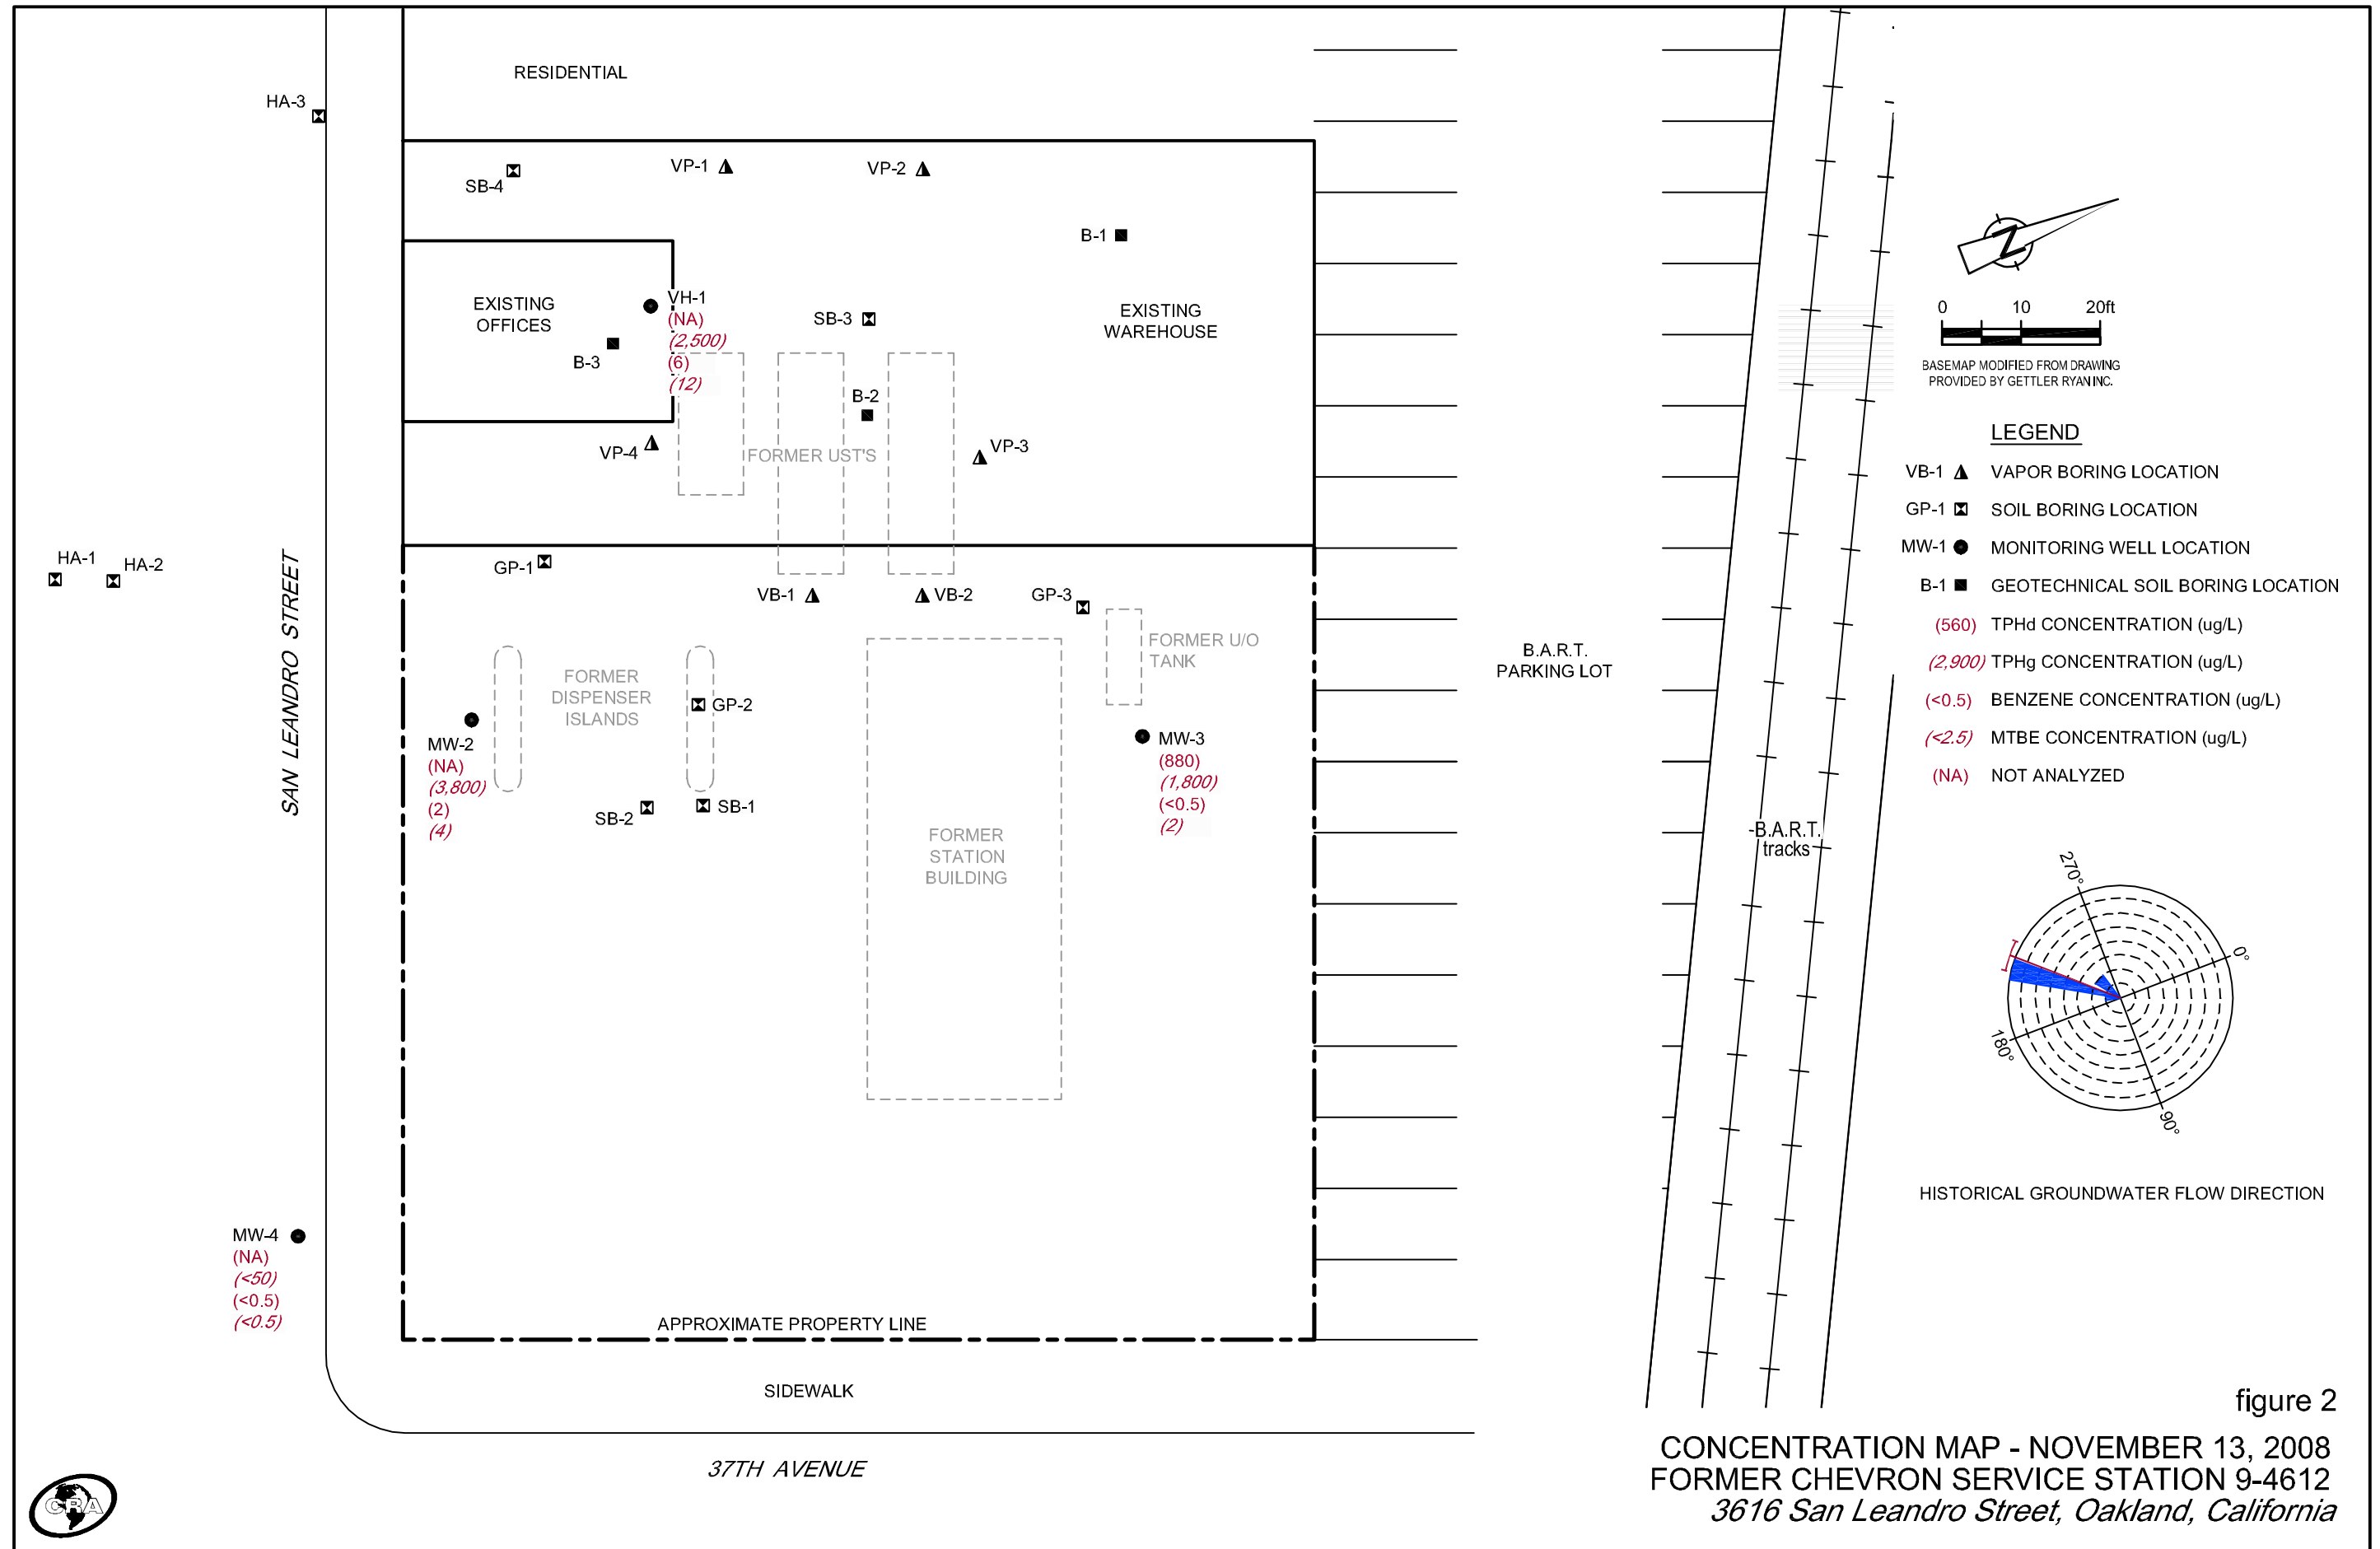 RESIDENTIAL
HA-3
SB-4
VP-1
VP-2
B-1
EXISTING
OFFICES
VH-1
(NA)
(2,500)
(6)
(12)
B-3
SB-3
EXISTING
WAREHOUSE
B-2
VP-4
FORMER UST'S
VP-3
HA-1
HA-2
SAN LEANDRO STREET
GP-1
VB-1
VB-2
GP-3
FORMER U/O
TANK
FORMER
DISPENSER
ISLANDS
GP-2
MW-2
(NA)
(3,800)
(2)
(4)
SB-2
SB-1
MW-3
(880)
(1,800)
(<0.5)
(2)
FORMER
STATION
BUILDING
B.A.R.T.
PARKING LOT
B.A.R.T.
tracks
MW-4
(NA)
(<50)
(<0.5)
(<0.5)
APPROXIMATE PROPERTY LINE
SIDEWALK
37TH AVENUE
CRA
N
0 10 20ft
BASEMAP MODIFIED FROM DRAWING
PROVIDED BY GETTLER RYAN INC.
LEGEND
VB-1 VAPOR BORING LOCATION
GP-1 SOIL BORING LOCATION
MW-1 MONITORING WELL LOCATION
B-1 GEOTECHNICAL SOIL BORING LOCATION
(560) TPHd CONCENTRATION (ug/L)
(2,900) TPHg CONCENTRATION (ug/L)
(<0.5) BENZENE CONCENTRATION (ug/L)
(<2.5) MTBE CONCENTRATION (ug/L)
(NA) NOT ANALYZED
270°
0°
180°
90°
HISTORICAL GROUNDWATER FLOW DIRECTION
figure 2
CONCENTRATION MAP - NOVEMBER 13, 2008
FORMER CHEVRON SERVICE STATION 9-4612
3616 San Leandro Street, Oakland, California